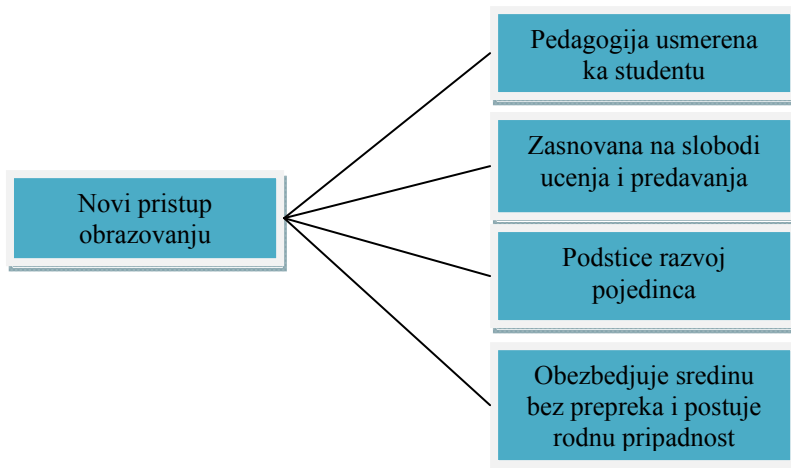 Novi pristup
obrazovanju
Pedagogija usmerena
ka studentu
Zasnovana na slobodi
ucenja i predavanja
Podstice razvoj
pojedinca
Obezbedjuje sredinu
bez prepreka i postuje
rodnu pripadnost